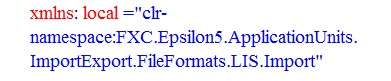 xmlns: local ="clr-
namespace:FXC.Epsilon5.ApplicationUnits.
ImportExport.FileFormats.LIS.Import"